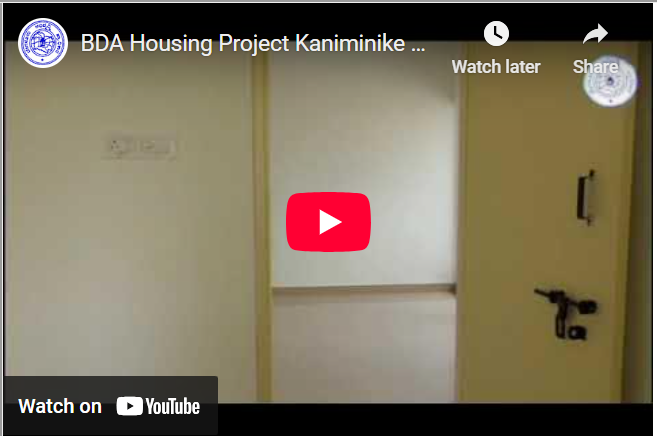 BDA Housing Project Kaniminike ...
Watch later
Share
Watch on YouTube